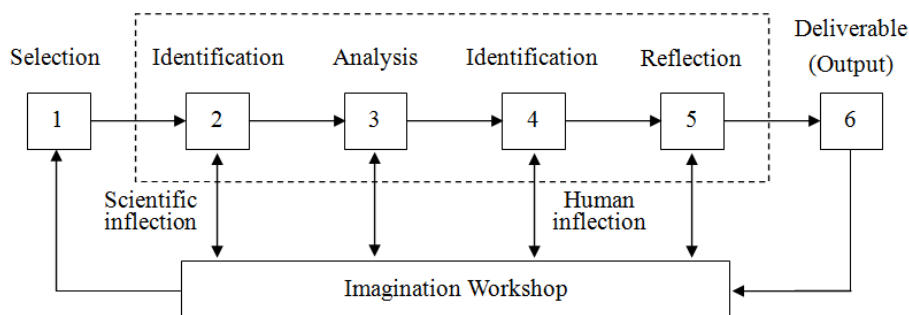 Deliverable
(Output)
Selection
Identification
Analysis
Identification
Reflection
1
2
3
4
5
6
Scientific
inflection
Human
inflection
Imagination Workshop